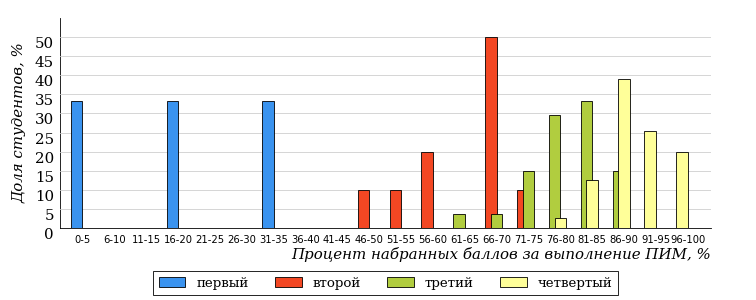 Доля студентов, %
50
45
40
35
30
25
20
15
10
5
0
0-5 6-10 11-15 16-20 21-25 26-30 31-35 36-40 41-45 46-50 51-55 56-60 61-65 66-70 71-75 76-80 81-85 86-90 91-95 96-100
Процент набранных баллов за выполнение ПИМ, %
первый второй третий четвертый